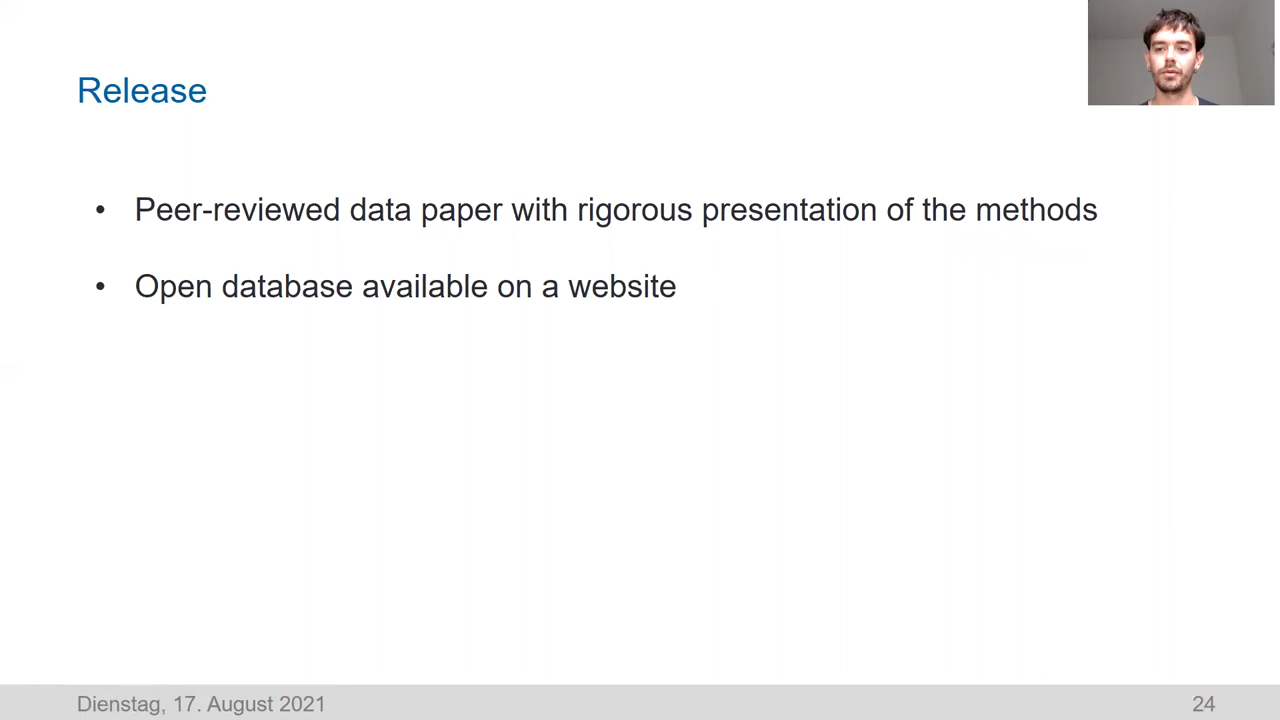 Release
• Peer-reviewed data paper with rigorous presentation of the methods
• Open database available on a website
Dienstag, 17. August 2021
24